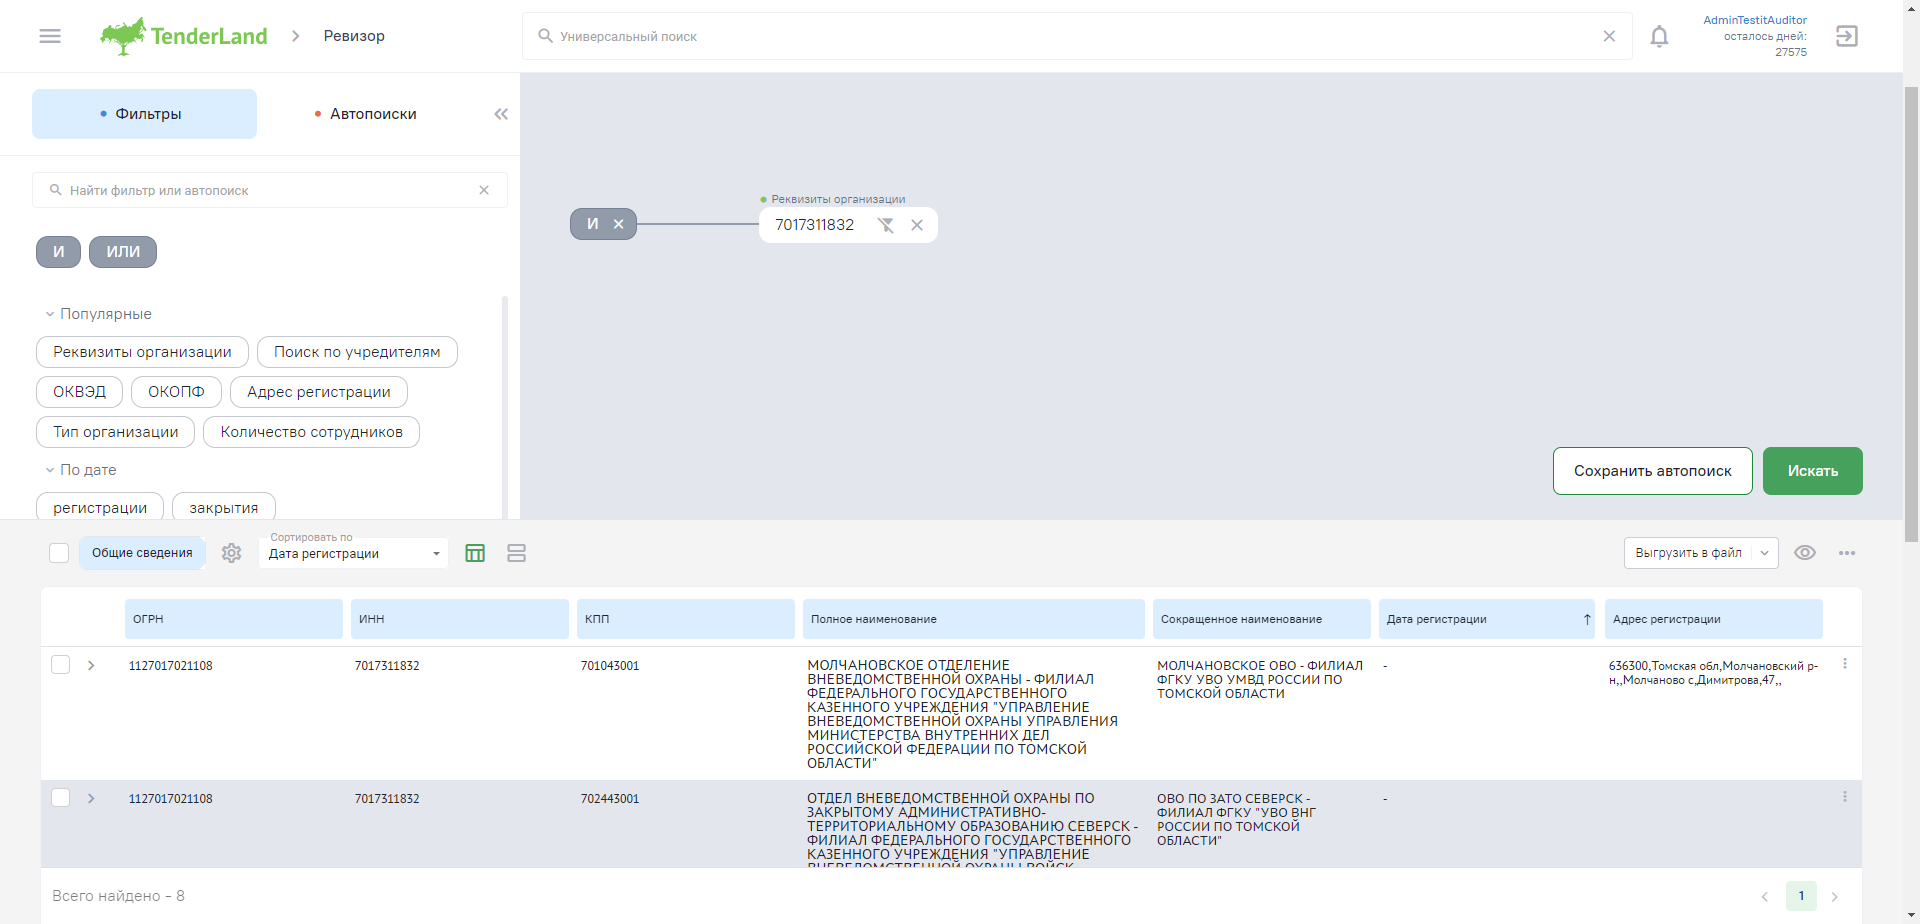 TenderLand
Ревизор
Универсальный поиск
AdminTestitAuditor
осталось дней:
27575
Фильтры
Автопоиски
Найти фильтр или автопоиск
И
ИЛИ
Популярные
Реквизиты организации
Поиск по учредителям
ОКВЭД
ОКОПФ
Адрес регистрации
Тип организации
Количество сотрудников
По дате
регистрации
закрытия
И
Реквизиты организации
7017311832
Сохранить автопоиск
Искать
Общие сведения
Сортировать по
Дата регистрации
Выгрузить в файл
ОГРН
ИНН
КПП
Полное наименование
Сокращенное наименование
Дата регистрации
Адрес регистрации
1127017021108
7017311832
701043001
МОЛЧАНОВСКОЕ ОТДЕЛЕНИЕ
ВНЕВЕДОМСТВЕННОЙ ОХРАНЫ - ФИЛИАЛ
ФЕДЕРАЛЬНОГО ГОСУДАРСТВЕННОГО
КАЗЕННОГО УЧРЕЖДЕНИЯ "УПРАВЛЕНИЕ
ВНЕВЕДОМСТВЕННОЙ ОХРАНЫ УПРАВЛЕНИЯ
МИНИСТЕРСТВА ВНУТРЕННИХ ДЕЛ
РОССИЙСКОЙ ФЕДЕРАЦИИ ПО ТОМСКОЙ
ОБЛАСТИ"
МОЛЧАНОВСКОЕ ОВО - ФИЛИАЛ
ФГКУ УВО УМВД РОССИИ ПО
ТОМСКОЙ ОБЛАСТИ
-
636300,Томская обл,Молчановский р-
н,,Молчаново с,Димитрова,47,,
1127017021108
7017311832
702443001
ОТДЕЛ ВНЕВЕДОМСТВЕННОЙ ОХРАНЫ ПО
ЗАКРЫТОМУ АДМИНИСТРАТИВНО-
ТЕРРИТОРИАЛЬНОМУ ОБРАЗОВАНИЮ СЕВЕРСК -
ФИЛИАЛ ФЕДЕРАЛЬНОГО ГОСУДАРСТВЕННОГО
КАЗЕННОГО УЧРЕЖДЕНИЯ "УПРАВЛЕНИЕ
ВНЕВЕДОМСТВЕННОЙ ОХРАНЫ ВОЙСК
ОВО ПО ЗАТО СЕВЕРСК -
ФИЛИАЛ ФГКУ "УВО ВНГ
РОССИИ ПО ТОМСКОЙ
ОБЛАСТИ"
-
Всего найдено - 8
1